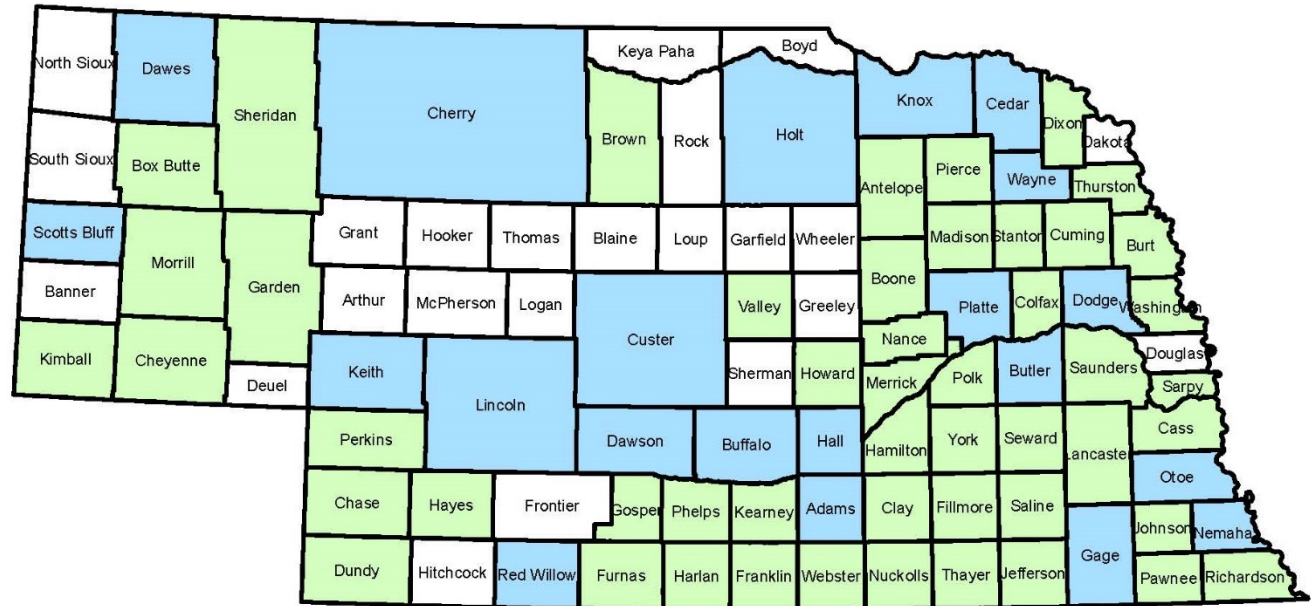 North Sioux
Dawes
Sheridan
Cherry
Keya Paha
Boyd
Brown
Rock
Holt
Knox
Cedar
Dixon
Dakota
South Sioux
Box Butte
Antelope
Pierce
Wayne
Thurston
Scotts Bluff
Morrill
Garden
Grant
Hooker
Thomas
Blaine
Loup
Garfield
Wheeler
Boone
Madison
Stanton
Cuming
Burt
Banner
Arthur
McPherson
Logan
Custer
Valley
Greeley
Platte
Colfax
Dodge
Washington
Kimball
Cheyenne
Deuel
Keith
Lincoln
Sherman
Howard
Nance
Merrick
Polk
Butler
Saunders
Douglas
Sarpy
Perkins
Dawson
Buffalo
Hall
Hamilton
York
Seward
Lancaster
Cass
Otoe
Chase
Hayes
Frontier
Gosper
Phelps
Kearney
Adams
Clay
Fillmore
Saline
Johnson
Nemaha
Dundy
Hitchcock
Red Willow
Furnas
Harlan
Franklin
Webster
Nuckolls
Thayer
Jefferson
Gage
Pawnee
Richardson